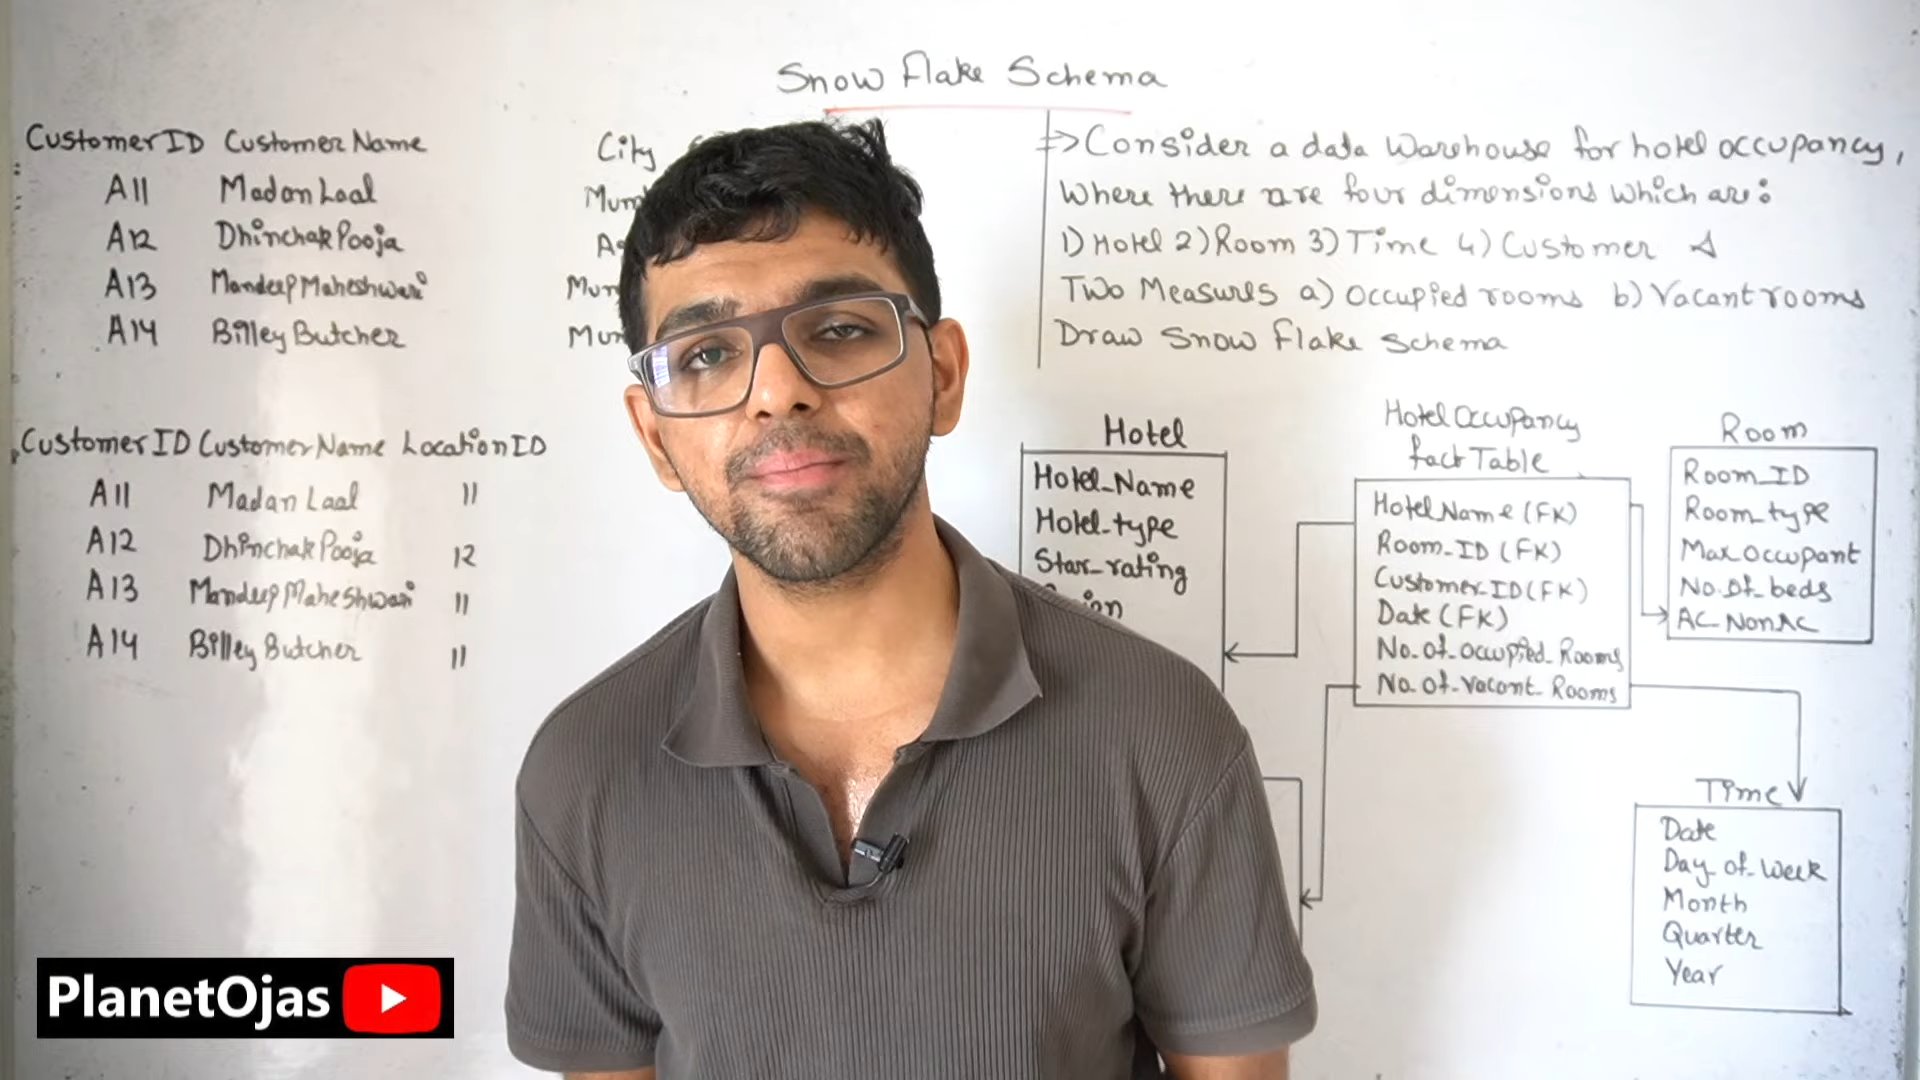 Snow Flake Schema
CustomerID CustomerName City
A11 Madan Laal
A12 Dhinchak Pooja
A13 Mandeep Maheshwari
A14 Billey Butcher
CustomerID CustomerName LocationID
A11 Madan Laal 11
A12 Dhinchak Pooja 12
A13 Mandeep Maheshwari 11
A14 Billey Butcher 11
=> Consider a data warehouse for hotel occupancy,
Where there are four dimensions which are:
1) Hotel 2) Room 3) Time 4) Customer &
Two Measures a) Occupied rooms b) Vacant rooms
Draw Snow flake schema
Hotel
Hotel_Name
Hotel_type
Star_rating
Hotel Occupancy
fact Table
Hotel_Name (FK)
Room_ID (FK)
Customer_ID (FK)
Date (FK)
No_of_occupied_Rooms
No_of_vacant_Rooms
Room
Room_ID
Room_type
Max_occupant
No_of_beds
AC_NonAC
Time
Date
Day_of_week
Month
Quarter
Year
PlanetOjas